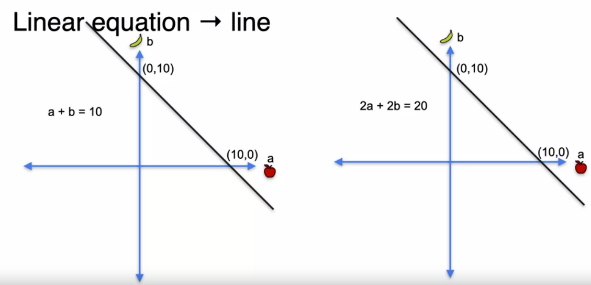 Linear equation → line
b
(0,10)
a + b = 10
(10,0)
a
b
(0,10)
2a + 2b = 20
(10,0)
a